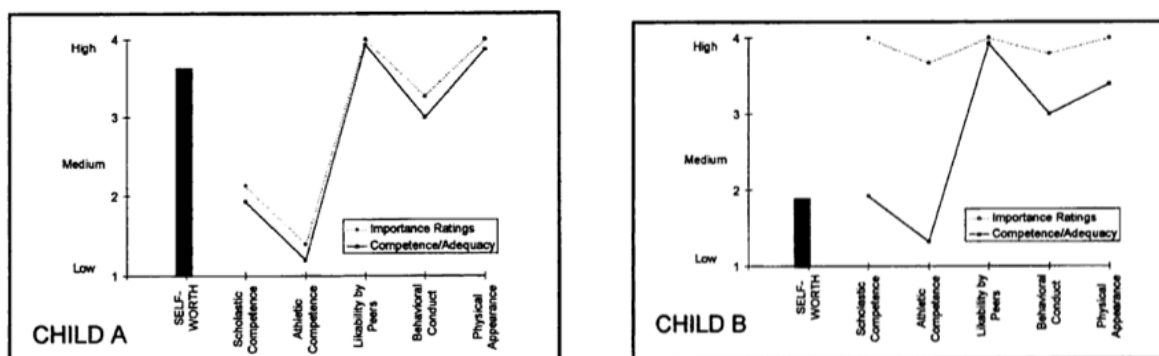 High
4
3
Medium
2
Low
1
Importance Ratings
Competence/Adequacy
SELF-
WORTH
Scholastic
Competence
Athletic
Competence
Likability by
Peers
Behavioral
Conduct
Physical
Appearance
CHILD A
High
4
3
Medium
2
Low
1
Importance Ratings
Competence/Adequacy
SELF-
WORTH
Scholastic
Competence
Athletic
Competence
Likability by
Peers
Behavioral
Conduct
Physical
Appearance
CHILD B